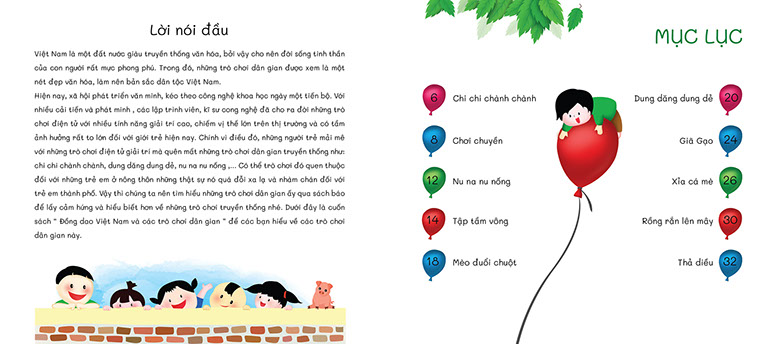 Lời nói đầu
Việt Nam là một đất nước giàu truyền thống văn hóa, bởi vậy cho nên đời sống tinh thần
của con người rất mực phong phú. Trong đó, những trò chơi dân gian được xem là một
nét đẹp văn hóa, làm nên bản sắc dân tộc Việt Nam.
Hiện nay, xã hội phát triển văn minh, kéo theo công nghệ khoa học ngày một tiến bộ. Với
nhiều cải tiến và phát minh , các lập trình viên, kĩ sư cong nghệ đã cho ra đời những trò
chơi điện tử với nhiều tính năng giải trí cao, chiếm vị thế lớn trên thị trường và có tầm
ảnh hưởng rất to lớn đối với giới trẻ hiện nay. Chính vì điều đó, những người trẻ mải mê
với những trò chơi điện tử giải trí mà quên mất những trò chơi dân gian truyền thống như:
chi chi chành chành, dung dăng dung dẻ, nu na nu nống ,... Có thể trò chơi đó quen thuộc
đối với những trẻ em ở nông thôn những thật sự nó quá đỗi xa lạ và nhàm chán đối với
trẻ em thành phố. Vậy thì chúng ta nên tìm hiểu những trò chơi dân gian ấy qua sách báo
để lấy cảm hứng và hiểu biết hơn về những trò chơi truyền thống nhé. Dưới đây là cuốn
sách " Đồng dao Việt Nam và các trò chơi dân gian " để các bạn hiểu về các trò chơi
dân gian này.
MỤC LỤC
6 Chi chi chành chành
8 Chơi chuyền
12 Nu na nu nống
14 Tập tầm vông
18 Mèo đuổi chuột
Dung dăng dung dẻ 20
Giã Gạo 24
Xỉa cá mè 26
Rồng rắn lên mây 30
Thả diều 32